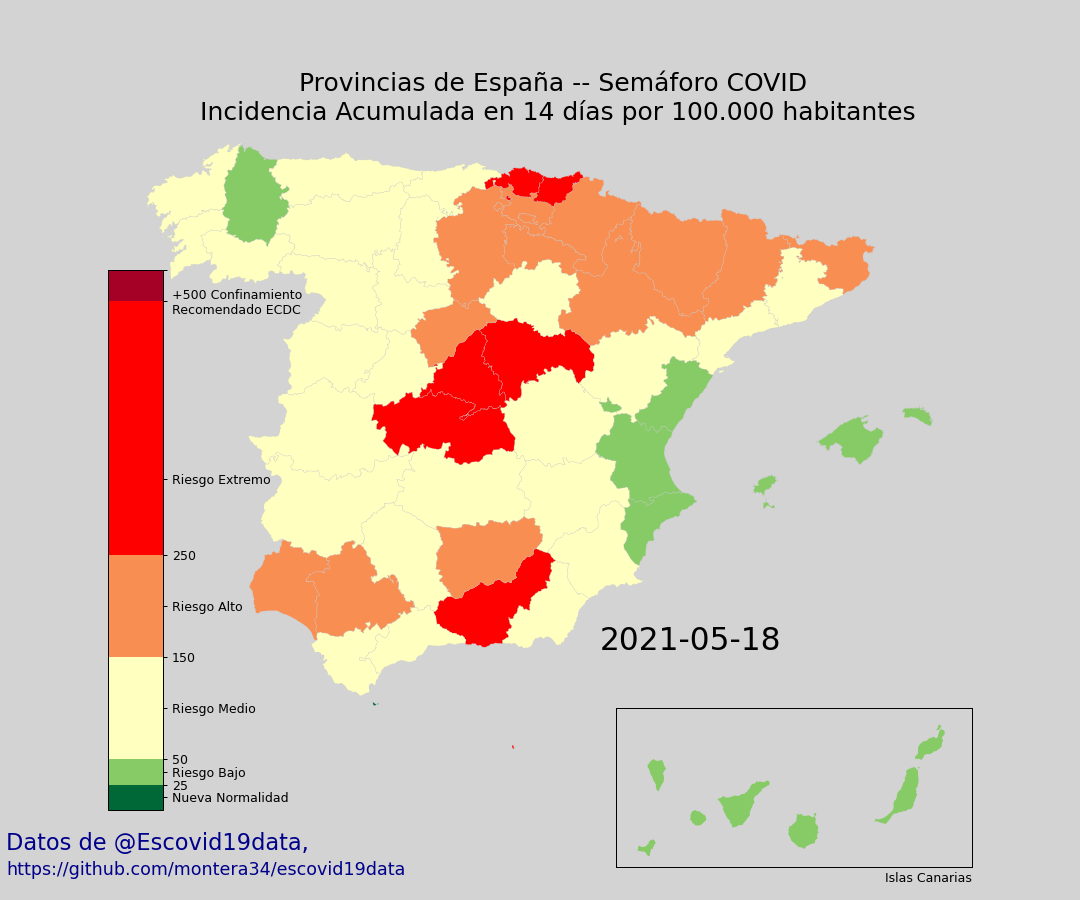 Provincias de España -- Semáforo COVID
Incidencia Acumulada en 14 días por 100.000 habitantes
+500 Confinamiento
Recomendado ECDC
Riesgo Extremo
250
Riesgo Alto
150
Riesgo Medio
50
Riesgo Bajo
25
Nueva Normalidad
2021-05-18
Islas Canarias
Datos de @Escovid19data,
https://github.com/montera34/escovid19data